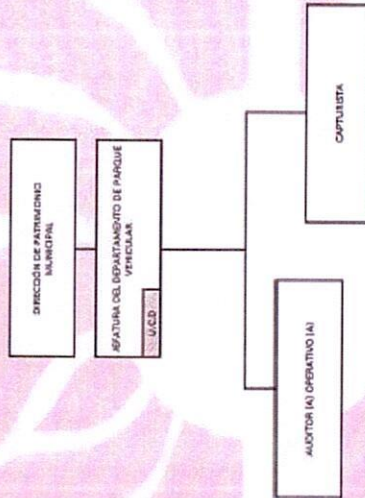 DIRECCIÓN DE PATRIMONIO
MUNICIPAL
JEFATURA DEL DEPARTAMENTO DE PARQUE
VEHICULAR
U.C.D
AUDITOR (A) OPERATIVO (A)
CAPTURISTA